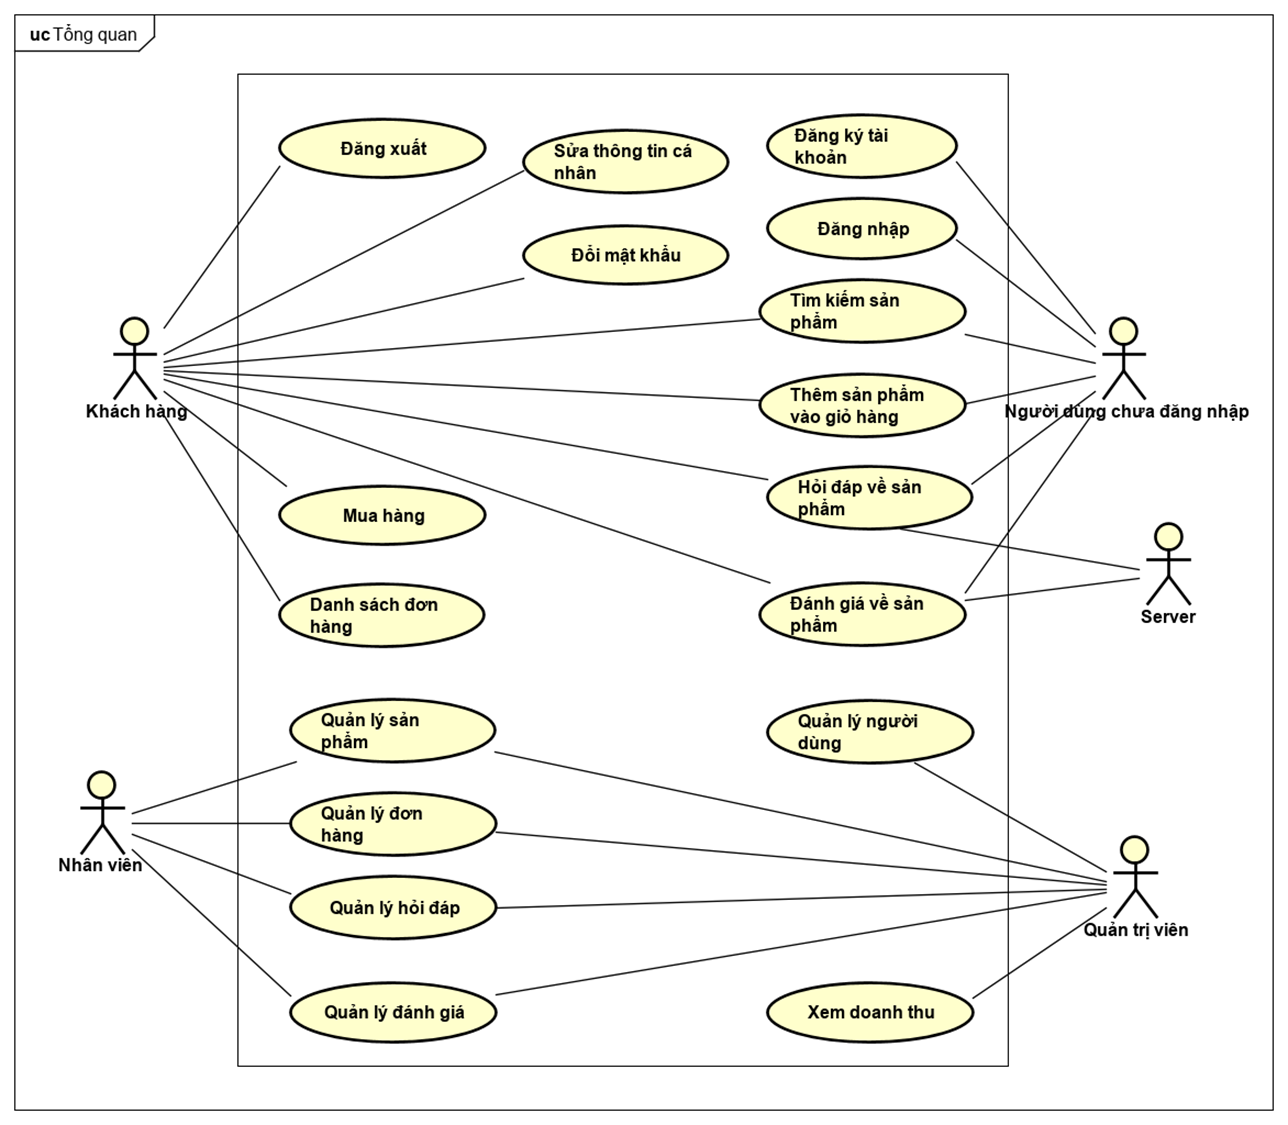 uc Tổng quan
Đăng xuất
Sửa thông tin cá
nhân
Đăng ký tài
khoản
Đổi mật khẩu
Đăng nhập
Tìm kiếm sản
phẩm
Khách hàng
Thêm sản phẩm
vào giỏ hàng
Người dùng chưa đăng nhập
Mua hàng
Hỏi đáp về sản
phẩm
Danh sách đơn
hàng
Đánh giá về sản
phẩm
Server
Quản lý sản
phẩm
Quản lý người
dùng
Quản lý đơn
hàng
Nhân viên
Quản lý hỏi đáp
Quản trị viên
Quản lý đánh giá
Xem doanh thu